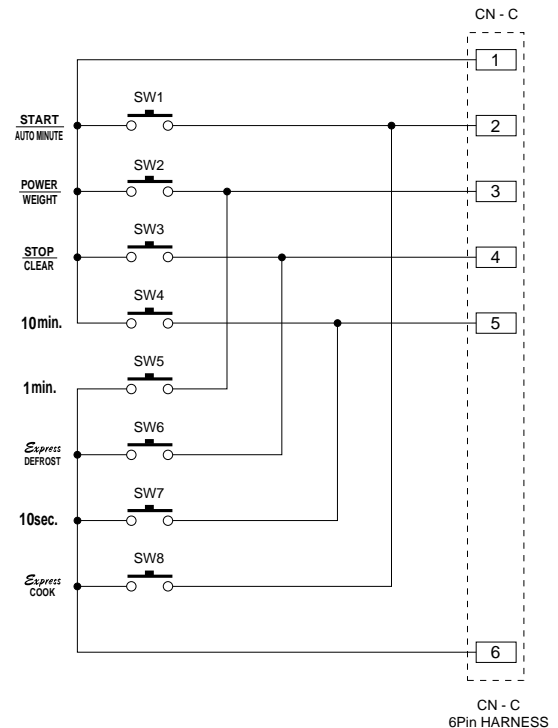 CN - C
1
SW1
START
AUTO MINUTE
2
SW2
POWER
WEIGHT
3
SW3
STOP
CLEAR
4
SW4
10min.
5
SW5
1min.
SW6
Express
DEFROST
SW7
10sec.
SW8
Express
COOK
6
CN - C
6Pin HARNESS